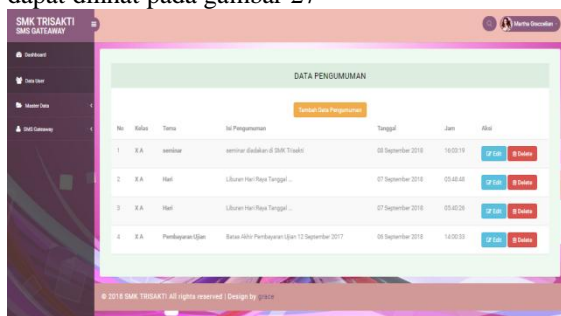 dapat dilihat pada gambar 27
SMK TRISAKTI
SMS GATEAWAY
Dashboard
Data User
Master Data
SMS Gateway
DATA PENGUMUMAN
Tambah Data Pengumuman
No Kelas Tema Isi Pengumuman Tanggal Jam Aksi
1 X A seminar seminar diadakan di SMK Trisakti 08 September 2018 16:03:19 Edit Delete
2 X A Hari Liburan Hari Raya Tanggal ... 07 September 2018 05:48:48 Edit Delete
3 X A Hari Liburan Hari Raya Tanggal ... 07 September 2018 05:40:26 Edit Delete
4 X A Pembayaran Ujian Batas Akhir Pembayaran Ujian 12 September 2017 06 September 2018 14:06:33 Edit Delete
© 2018 SMK TRISAKTI All rights reserved | Design by grace